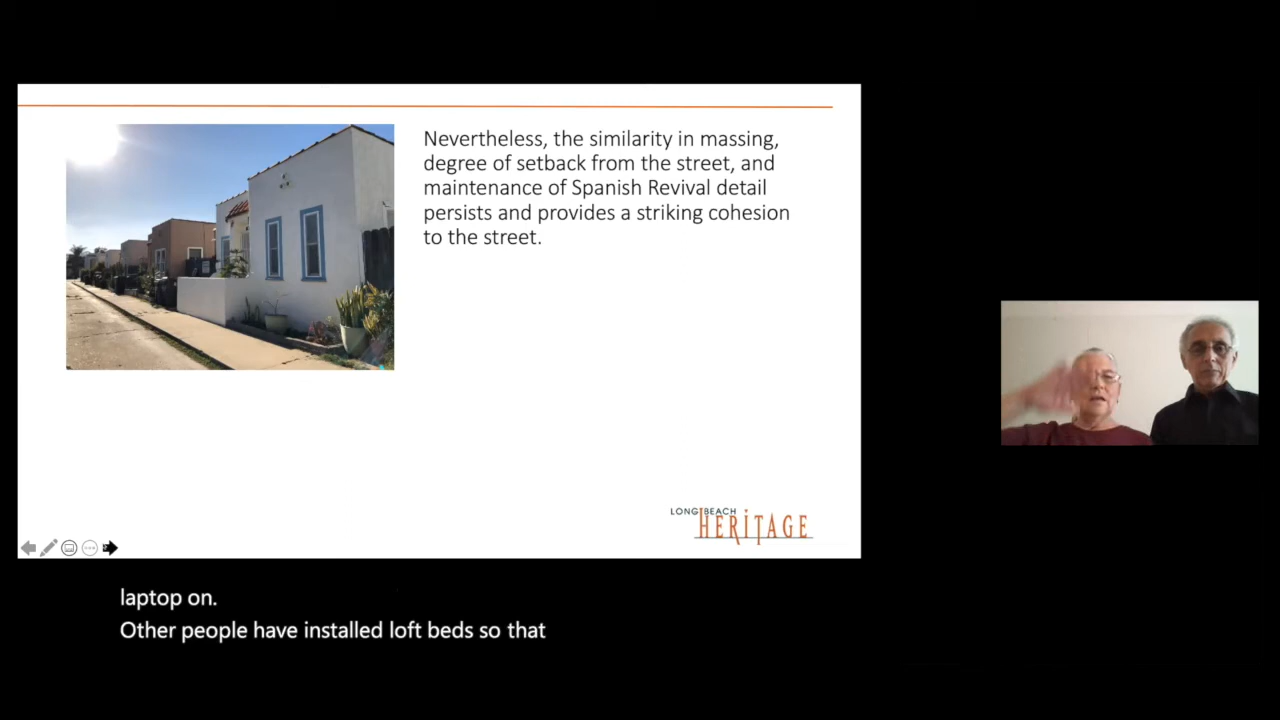 Nevertheless, the similarity in massing,
degree of setback from the street, and
maintenance of Spanish Revival detail
persists and provides a striking cohesion
to the street.
LONG BEACH
HERITAGE
laptop on.
Other people have installed loft beds so that